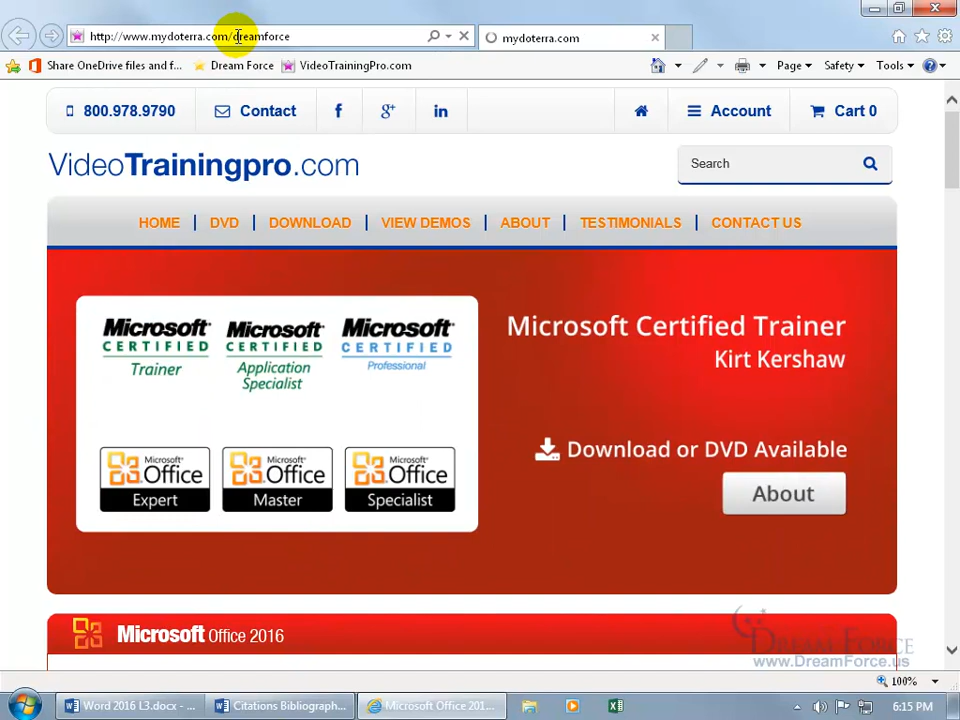 http://www.mydoterra.com/dreamforce
mydoterra.com
Share OneDrive files and f...
Dream Force
VideoTrainingPro.com
Page
Safety
Tools
800.978.9790
Contact
f
g+
in
Account
Cart 0
VideoTrainingpro.com
Search
HOME
DVD
DOWNLOAD
VIEW DEMOS
ABOUT
TESTIMONIALS
CONTACT US
Microsoft
CERTIFIED
Trainer
Microsoft
CERTIFIED
Application
Specialist
Microsoft
CERTIFIED
Professional
Microsoft
Office
Expert
Microsoft
Office
Master
Microsoft
Office
Specialist
Microsoft Certified Trainer
Kirt Kershaw
Download or DVD Available
About
Microsoft Office 2016
DREAM FORCE
www.DreamForce.us
100%
Word 2016 L3.docx - ...
Citations Bibliograph...
Microsoft Office 201...
6:15 PM